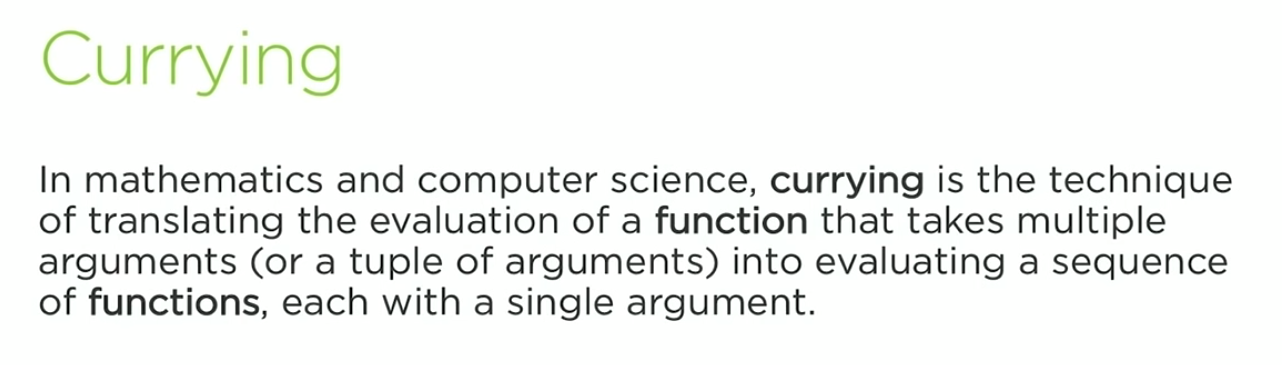 Currying
In mathematics and computer science, currying is the technique
of translating the evaluation of a function that takes multiple
arguments (or a tuple of arguments) into evaluating a sequence
of functions, each with a single argument.